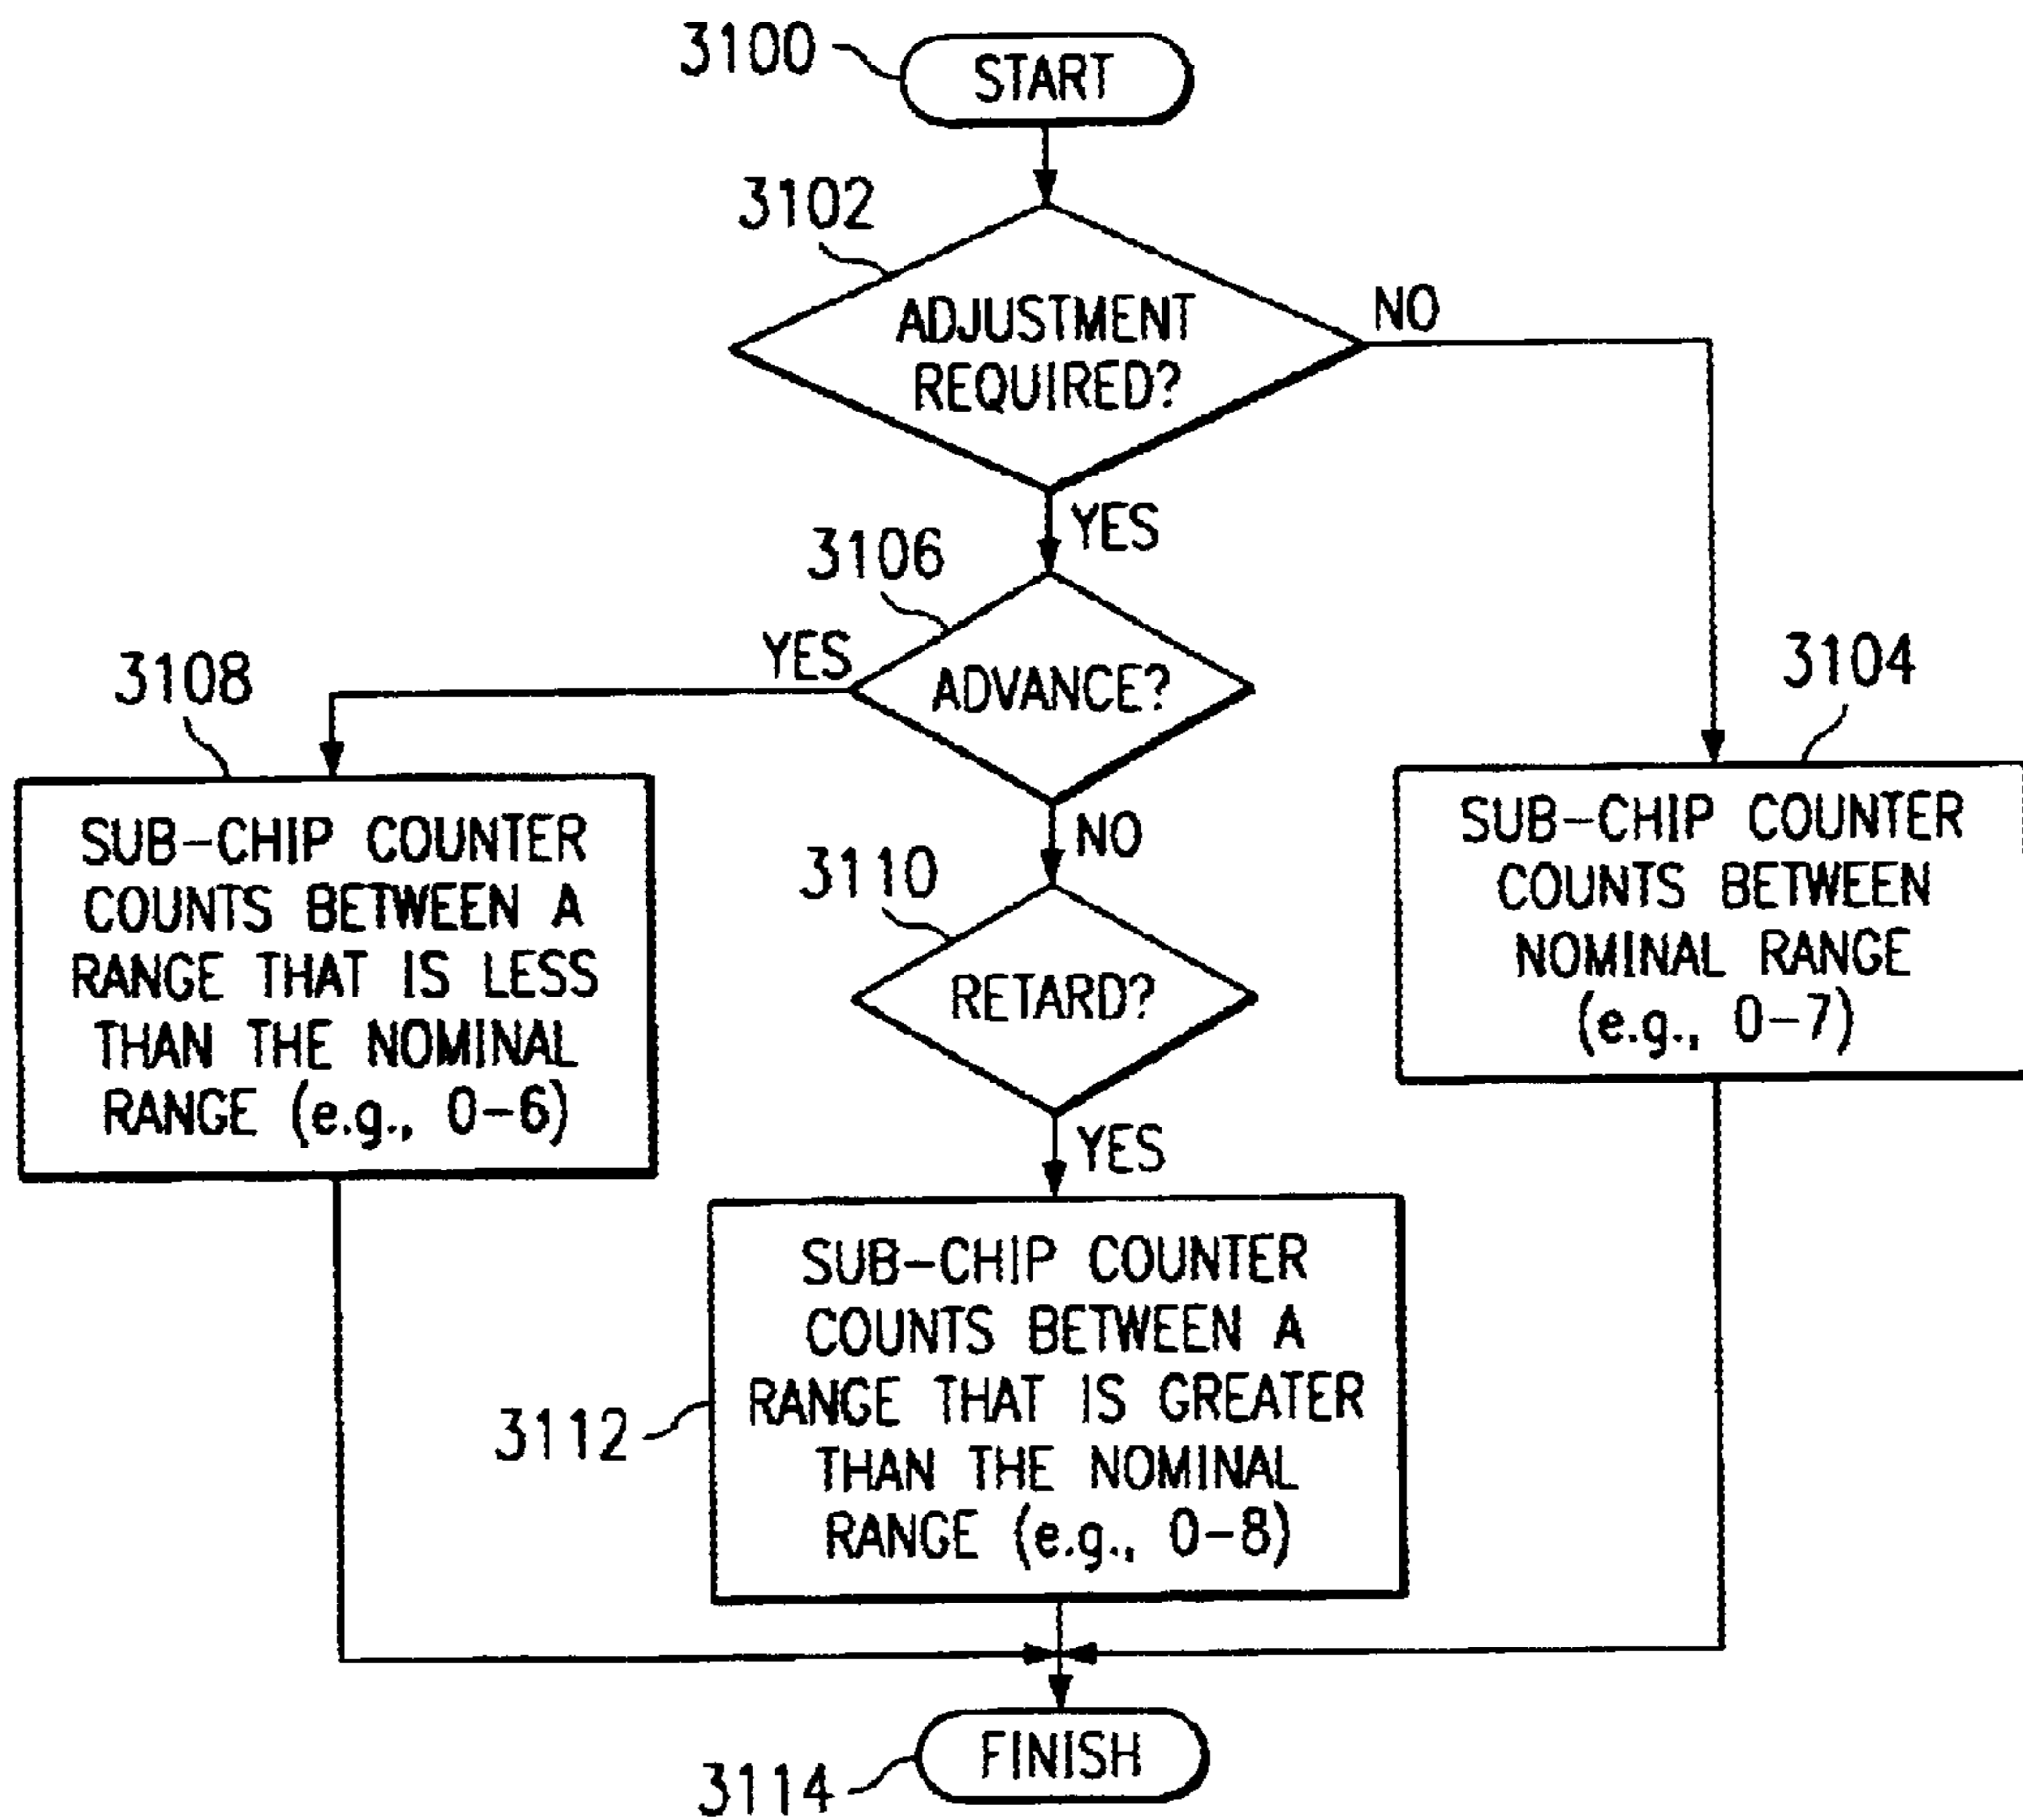 3100
START
3102
ADJUSTMENT
REQUIRED?
NO
YES
3106
ADVANCE?
YES
3108
SUB-CHIP COUNTER
COUNTS BETWEEN A
RANGE THAT IS LESS
THAN THE NOMINAL
RANGE (e.g., 0-6)
3104
SUB-CHIP COUNTER
COUNTS BETWEEN
NOMINAL RANGE
(e.g., 0-7)
NO
3110
RETARD?
YES
3112
SUB-CHIP COUNTER
COUNTS BETWEEN A
RANGE THAT IS GREATER
THAN THE NOMINAL
RANGE (e.g., 0-8)
FINISH
3114